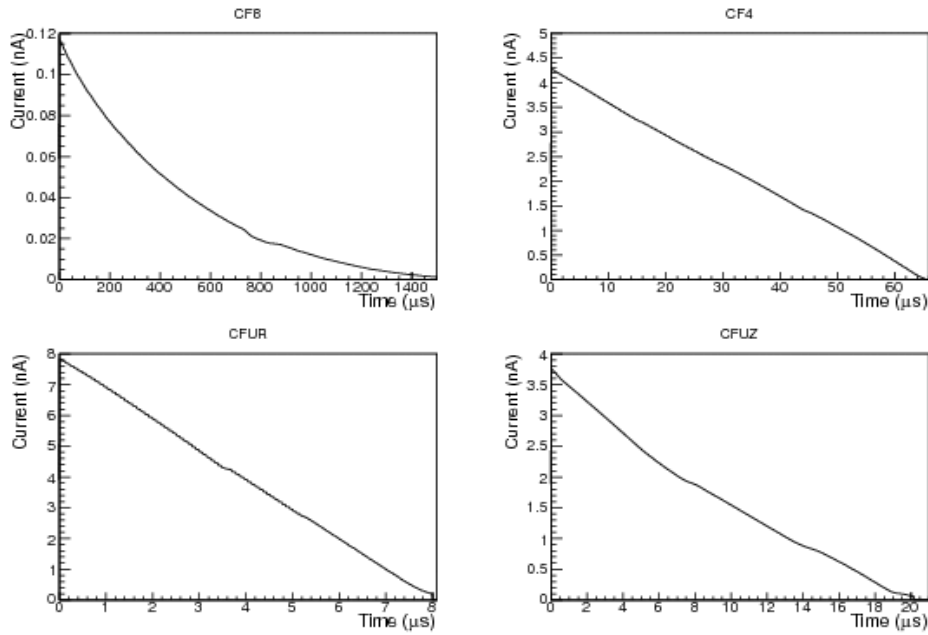 CF8
Current (nA)
0.12
0.1
0.08
0.06
0.04
0.02
0
0 200 400 600 800 1000 1200 1400
Time (μs)
CF4
Current (nA)
5
4.5
4
3.5
3
2.5
2
1.5
1
0.5
0
0 10 20 30 40 50 60
Time (μs)
CFUR
Current (nA)
8
7
6
5
4
3
2
1
0
0 1 2 3 4 5 6 7 8
Time (μs)
CFUZ
Current (nA)
4
3.5
3
2.5
2
1.5
1
0.5
0
0 2 4 6 8 10 12 14 16 18 20
Time (μs)